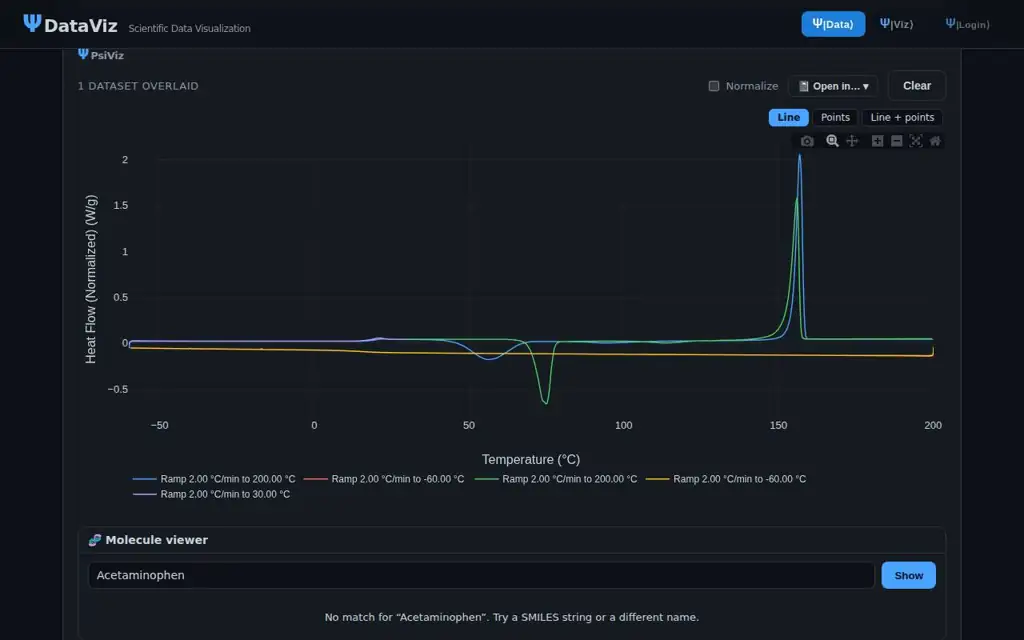 ΨDataViz Scientific Data Visualization Ψ|Data⟩ Ψ|Viz⟩ Ψ|Login⟩
Ψ PsiViz
1 DATASET OVERLAID Normalize Open in... ▾ Clear
Line Points Line + points
2
1.5
1
0.5
0
−0.5
Heat Flow (Normalized) (W/g)
−50 0 50 100 150 200
Temperature (°C)
Ramp 2.00 °C/min to 200.00 °C Ramp 2.00 °C/min to -60.00 °C Ramp 2.00 °C/min to 200.00 °C Ramp 2.00 °C/min to -60.00 °C
Ramp 2.00 °C/min to 30.00 °C
Molecule viewer
Acetaminophen Show
No match for “Acetaminophen”. Try a SMILES string or a different name.